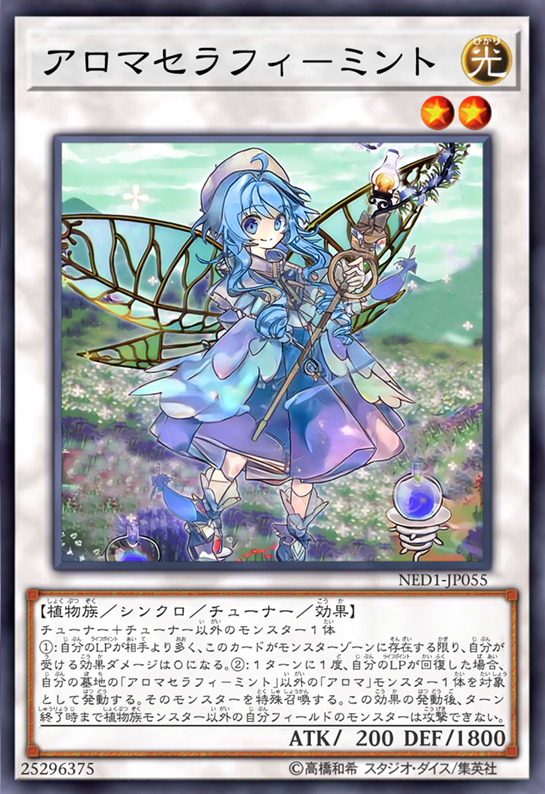 アロマセラフィ－ミント
光
NED1-JP055
【植物族／シンクロ／チューナー／効果】
チューナー＋チューナー以外のモンスター１体
①：自分のLPが相手より多く、このカードがモンスターゾーンに存在する限り、自分が
受ける効果ダメージは０になる。②：１ターンに１度、自分のLPが回復した場合、
自分の墓地の「アロマセラフィ－ミント」以外の「アロマ」モンスター１体を対象
として発動する。そのモンスターを特殊召喚する。この効果の発動後、ターン
終了時まで植物族モンスター以外の自分フィールドのモンスターは攻撃できない。
ATK/ 200 DEF/1800
25296375
©高橋和希 スタジオ・ダイス/集英社